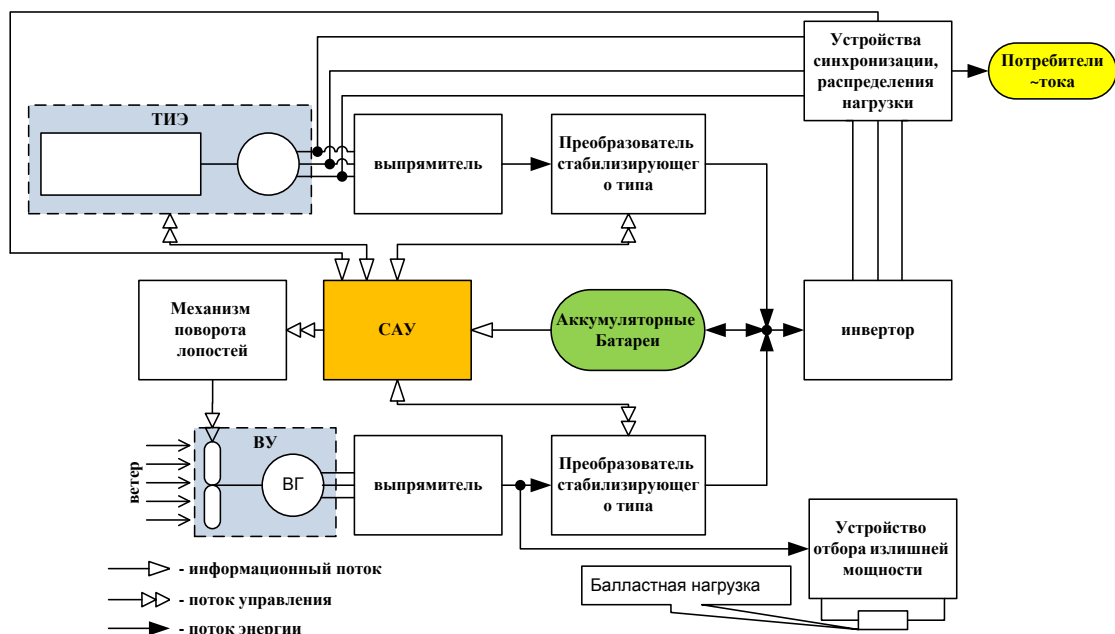 Устройства
синхронизации,
распределения
нагрузки
Потребители
~тока
ТИЭ
выпрямитель
Преобразователь
стабилизирующег
о типа
Механизм
поворота
лопостей
САУ
Аккумуляторные
Батареи
инвертор
ветер
ВУ
ВГ
выпрямитель
Преобразователь
стабилизирующег
о типа
Устройство
отбора излишней
мощности
Балластная нагрузка
- информационный поток
- поток управления
- поток энергии